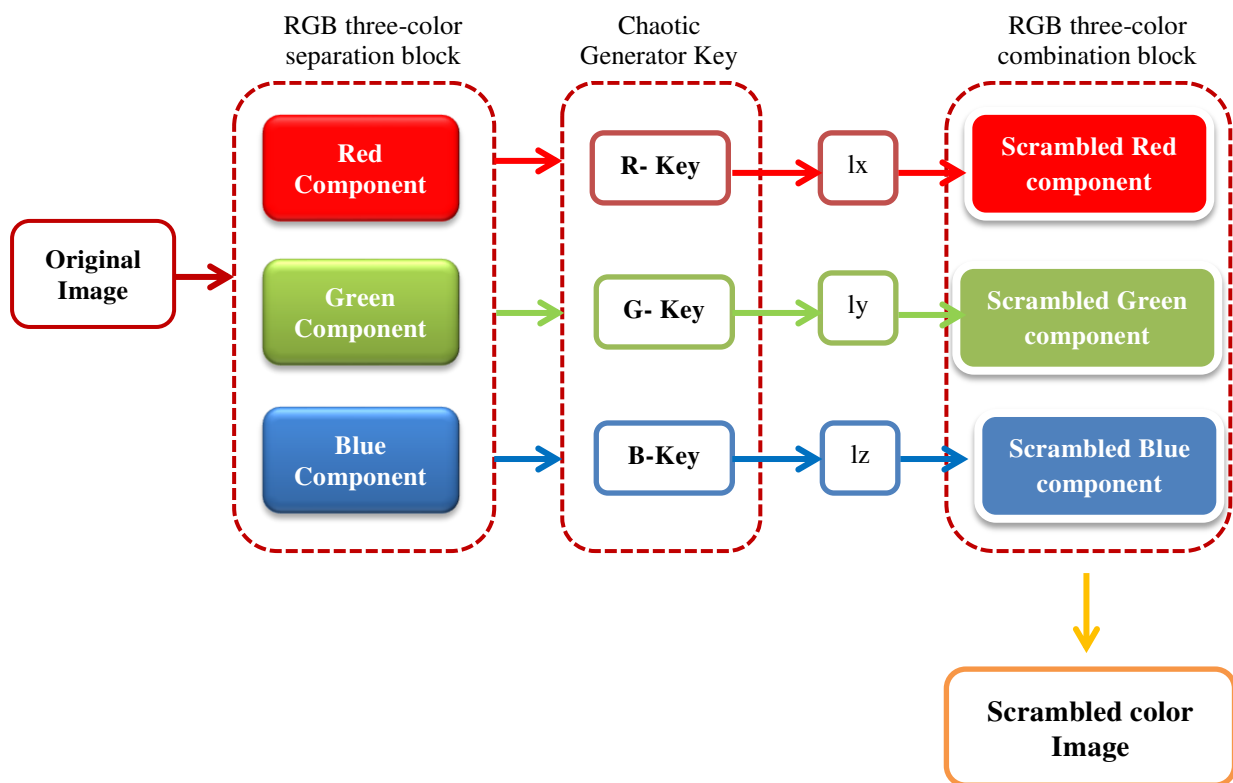 RGB three-color
separation block
Chaotic
Generator Key
RGB three-color
combination block
Original
Image
Red
Component
R- Key
lx
Scrambled Red
component
Green
Component
G- Key
ly
Scrambled Green
component
Blue
Component
B-Key
lz
Scrambled Blue
component
Scrambled color
Image